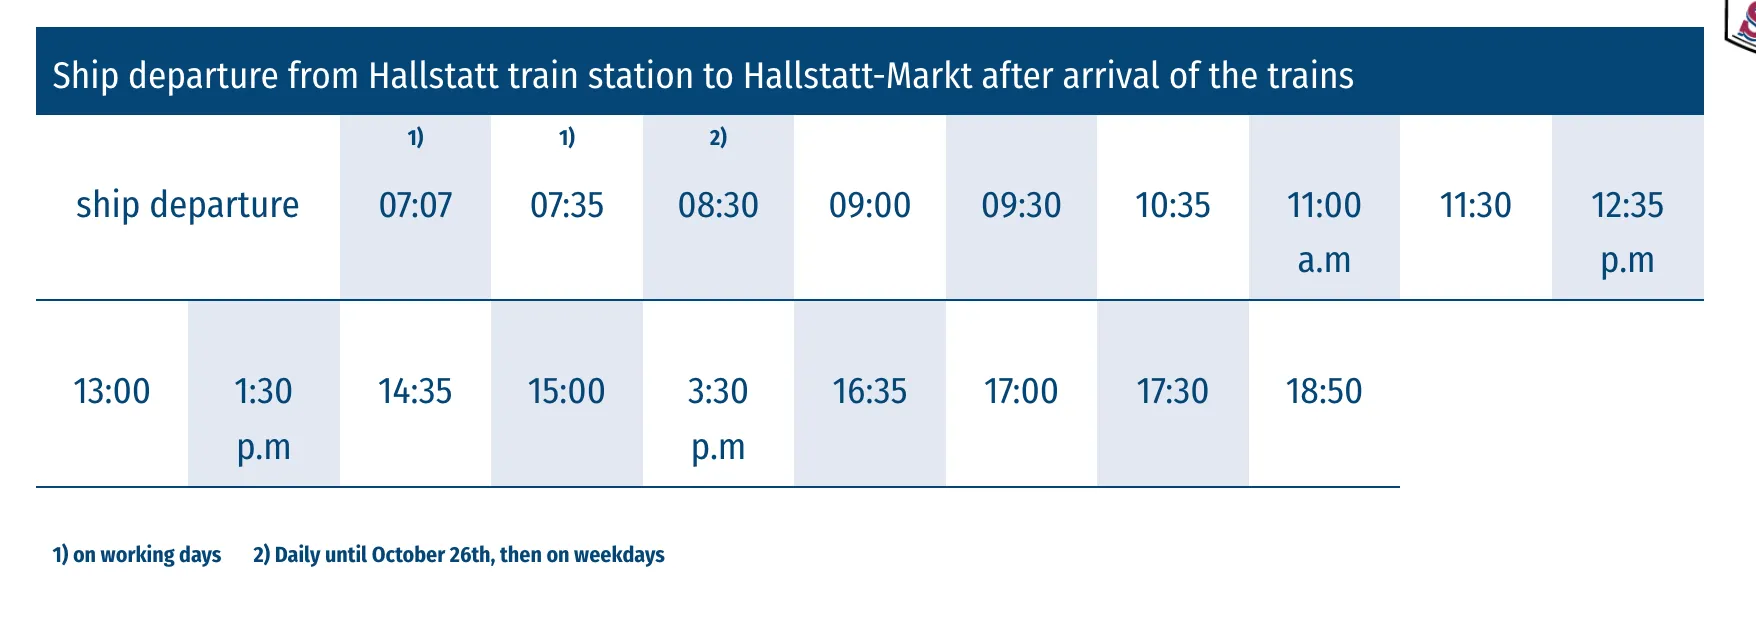 Ship departure from Hallstatt train station to Hallstatt-Markt after arrival of the trains
1) 1) 2)
ship departure 07:07 07:35 08:30 09:00 09:30 10:35 11:00 11:30 12:35
a.m p.m
13:00 1:30 14:35 15:00 3:30 16:35 17:00 17:30 18:50
p.m p.m
1) on working days 2) Daily until October 26th, then on weekdays